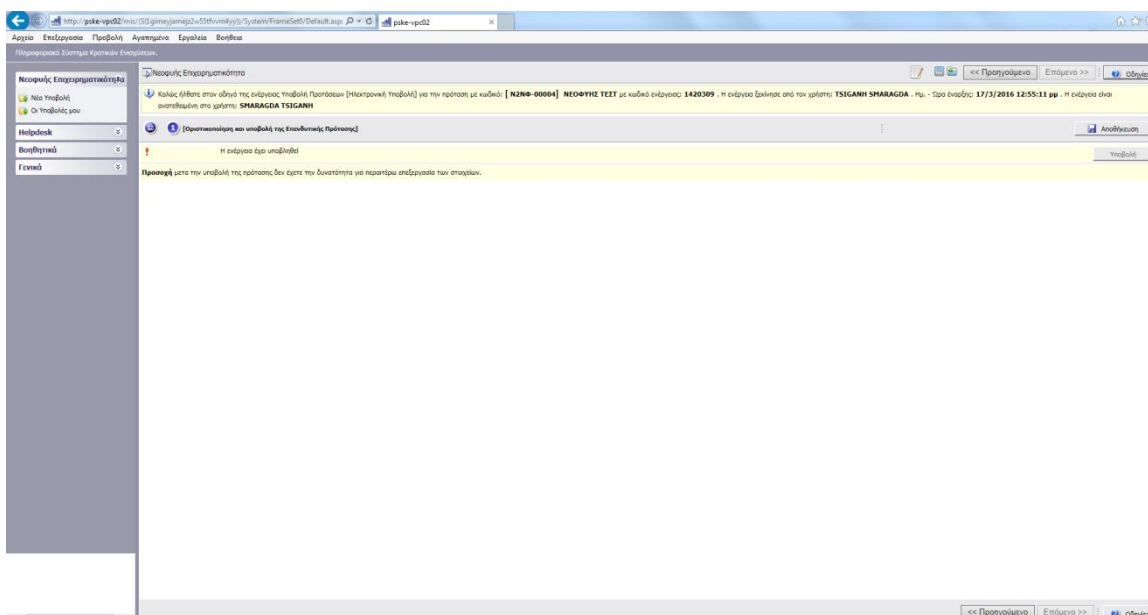 http://pske-vpc02/mis/(S(1gimeyjamejz2w55tfvvm4yy))/System/FrameSet0/Default.asp
pske-vpc02
Αρχείο Επεξεργασία Προβολή Αγαπημένα Εργαλεία Βοήθεια
Πληροφοριακό Σύστημα Κρατικών Ενισχύσεων.
Νεοφυής Επιχειρηματικότητα
Νέα Υποβολή
Οι Υποβολές μου
Helpdesk
Βοηθητικά
Γενικά
Νεοφυής Επιχειρηματικότητα
<< Προηγούμενο Επόμενο >> Οδηγίες
Καλώς ήλθατε στον οδηγό της ενέργειας Υποβολή Προτάσεων [Ηλεκτρονική Υποβολή] για την πρόταση με κωδικό: [ Ν2ΝΦ-00004] ΝΕΟΦΥΗΣ ΤΕΣΤ με κωδικό ενέργειας: 1420309 . Η ενέργεια ξεκίνησε από τον χρήστη: TSIGANH SMARAGDA . Ημ. - Ώρα έναρξης: 17/3/2016 12:55:11 μμ . Η ενέργεια είναι
ανατεθειμένη στο χρήστη: SMARAGDA TSIGANH
1 [Οριστικοποίηση και υποβολή της Επενδυτικής Πρότασης]
Αποθήκευση
Η ενέργεια έχει υποβληθεί
Υποβολή
Προσοχή μετα την υποβολή της πρότασης δεν έχετε την δυνατότητα για περαιτέρω επεξεργασία των στοιχείων.
<< Προηγούμενο Επόμενο >>